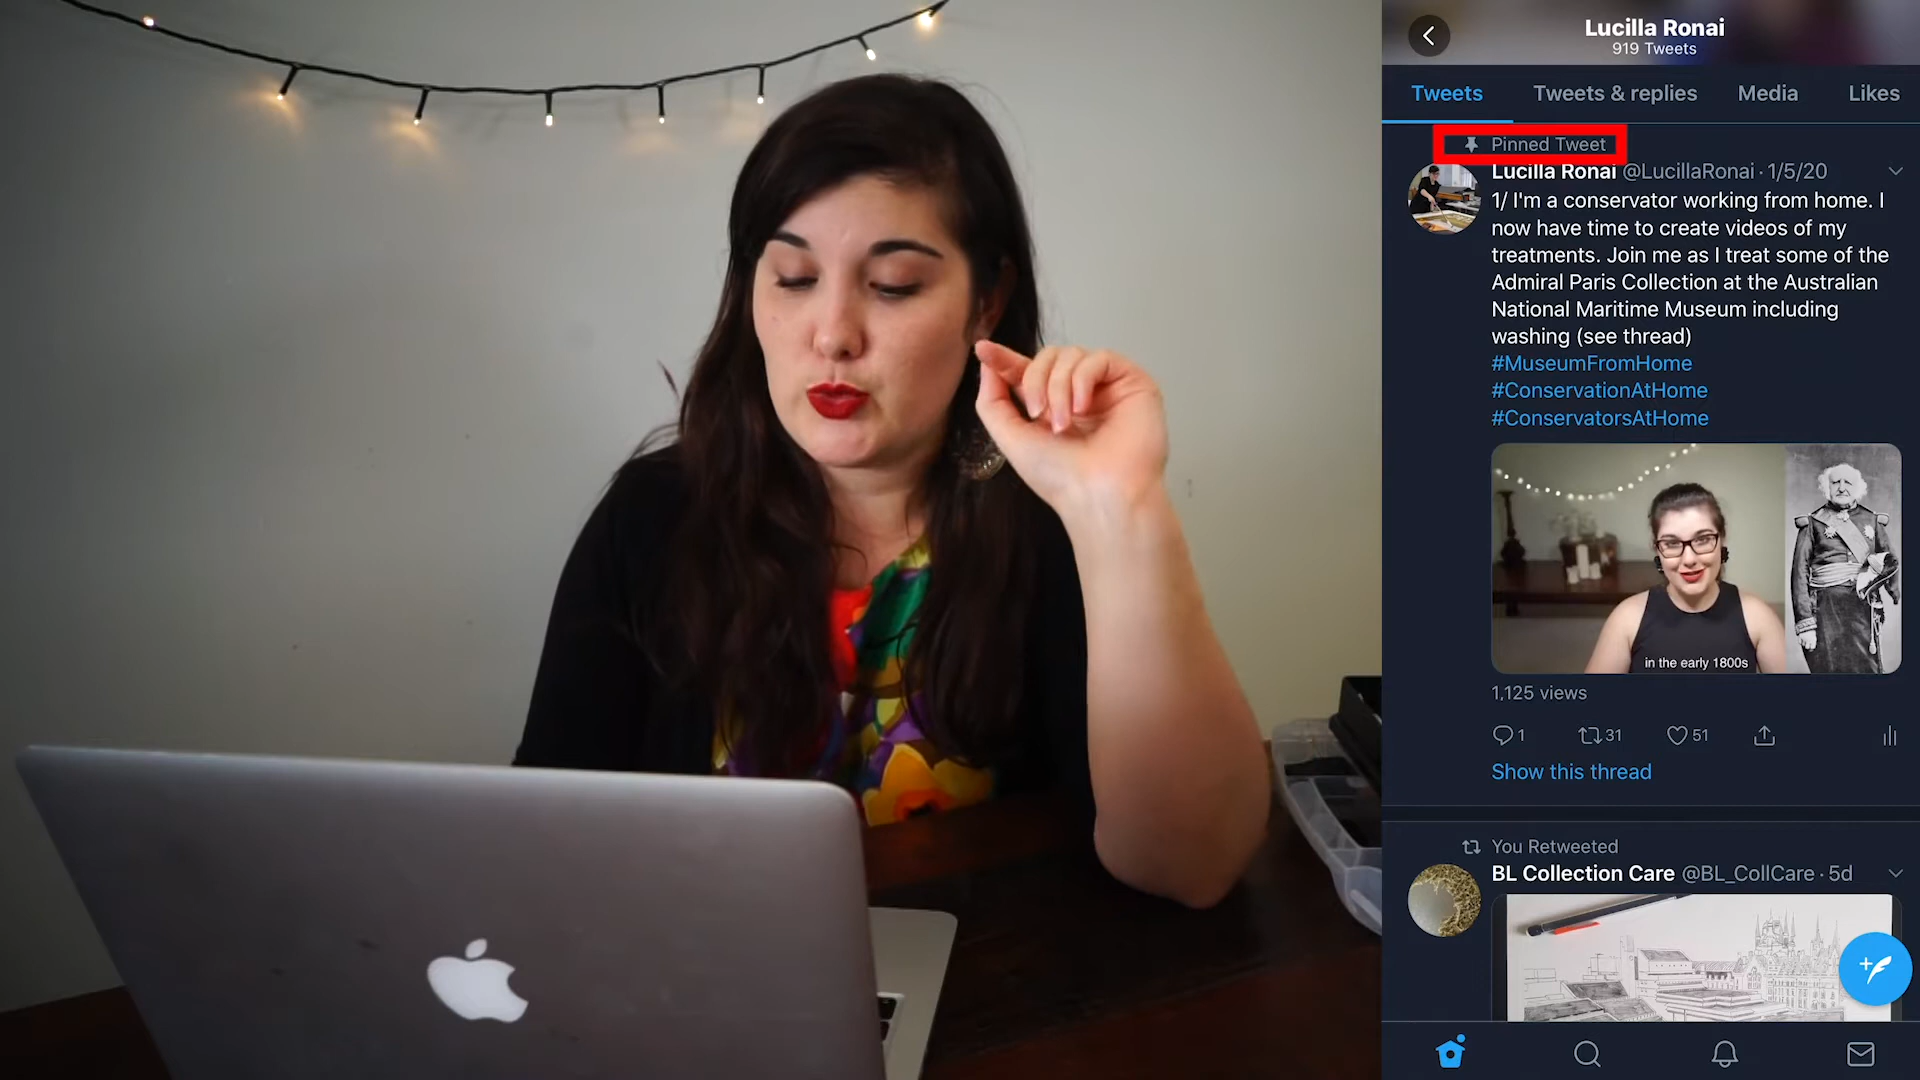 Lucilla Ronai
919 Tweets
Tweets
Tweets & replies
Media
Likes
Pinned Tweet
Lucilla Ronai @LucillaRonai · 1/5/20
1/ I'm a conservator working from home. I
now have time to create videos of my
treatments. Join me as I treat some of the
Admiral Paris Collection at the Australian
National Maritime Museum including
washing (see thread)
#MuseumFromHome
#ConservationAtHome
#ConservatorsAtHome
in the early 1800s
1,125 views
1
31
51
Show this thread
You Retweeted
BL Collection Care @BL_CollCare · 5d